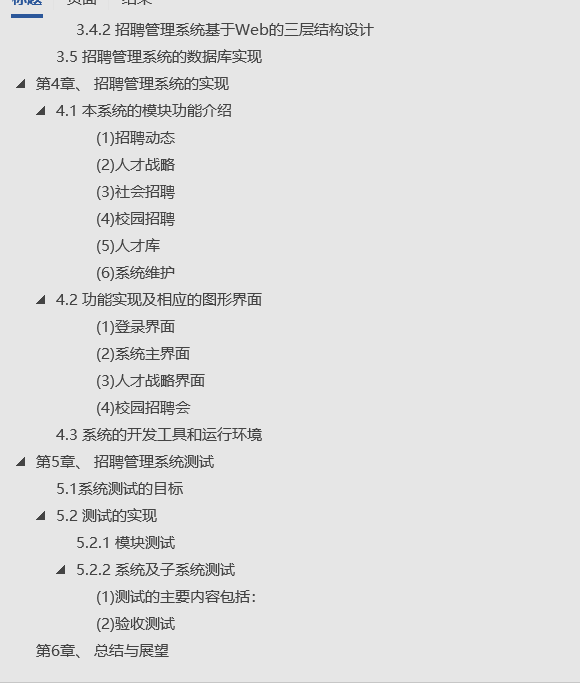 标题 页面 结果
3.4.2 招聘管理系统基于Web的三层结构设计
3.5 招聘管理系统的数据库实现
第4章、 招聘管理系统的实现
4.1 本系统的模块功能介绍
(1)招聘动态
(2)人才战略
(3)社会招聘
(4)校园招聘
(5)人才库
(6)系统维护
4.2 功能实现及相应的图形界面
(1)登录界面
(2)系统主界面
(3)人才战略界面
(4)校园招聘会
4.3 系统的开发工具和运行环境
第5章、 招聘管理系统测试
5.1系统测试的目标
5.2 测试的实现
5.2.1 模块测试
5.2.2 系统及子系统测试
(1)测试的主要内容包括：
(2)验收测试
第6章、 总结与展望